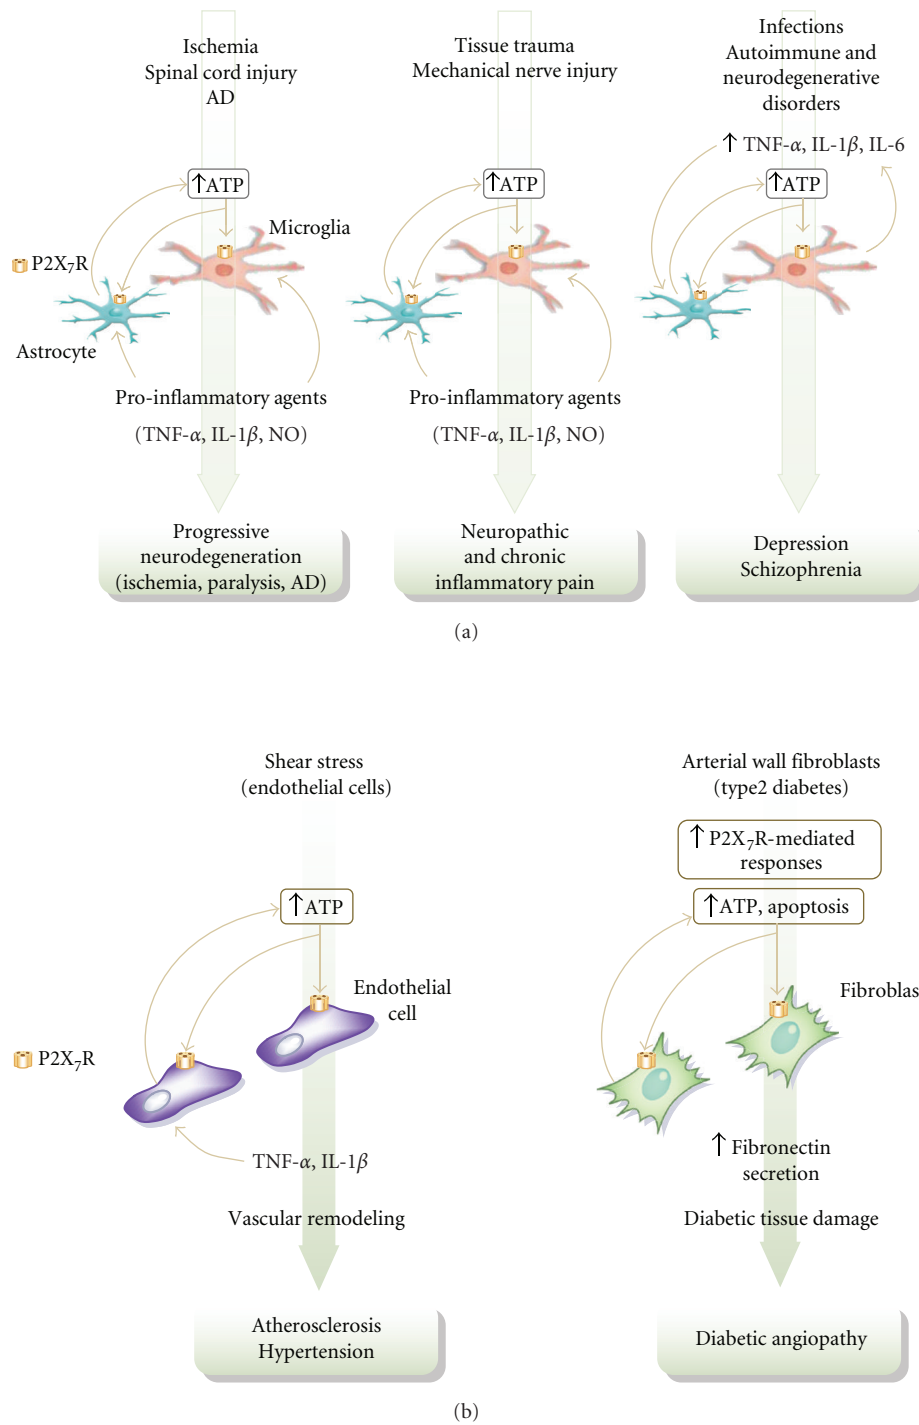 Ischemia
Spinal cord injury
AD
↑ATP
Microglia
P2X₇R
Astrocyte
Pro-inflammatory agents
(TNF-α, IL-1β, NO)
Progressive
neurodegeneration
(ischemia, paralysis, AD)
Tissue trauma
Mechanical nerve injury
↑ATP
Pro-inflammatory agents
(TNF-α, IL-1β, NO)
Neuropathic
and chronic
inflammatory pain
Infections
Autoimmune and
neurodegenerative
disorders
↑ TNF-α, IL-1β, IL-6
↑ATP
Depression
Schizophrenia
(a)
Shear stress
(endothelial cells)
↑ATP
Endothelial
cell
P2X₇R
TNF-α, IL-1β
Vascular remodeling
Atherosclerosis
Hypertension
Arterial wall fibroblasts
(type2 diabetes)
↑ P2X₇R-mediated
responses
↑ATP, apoptosis
Fibroblas
↑ Fibronectin
secretion
Diabetic tissue damage
Diabetic angiopathy
(b)